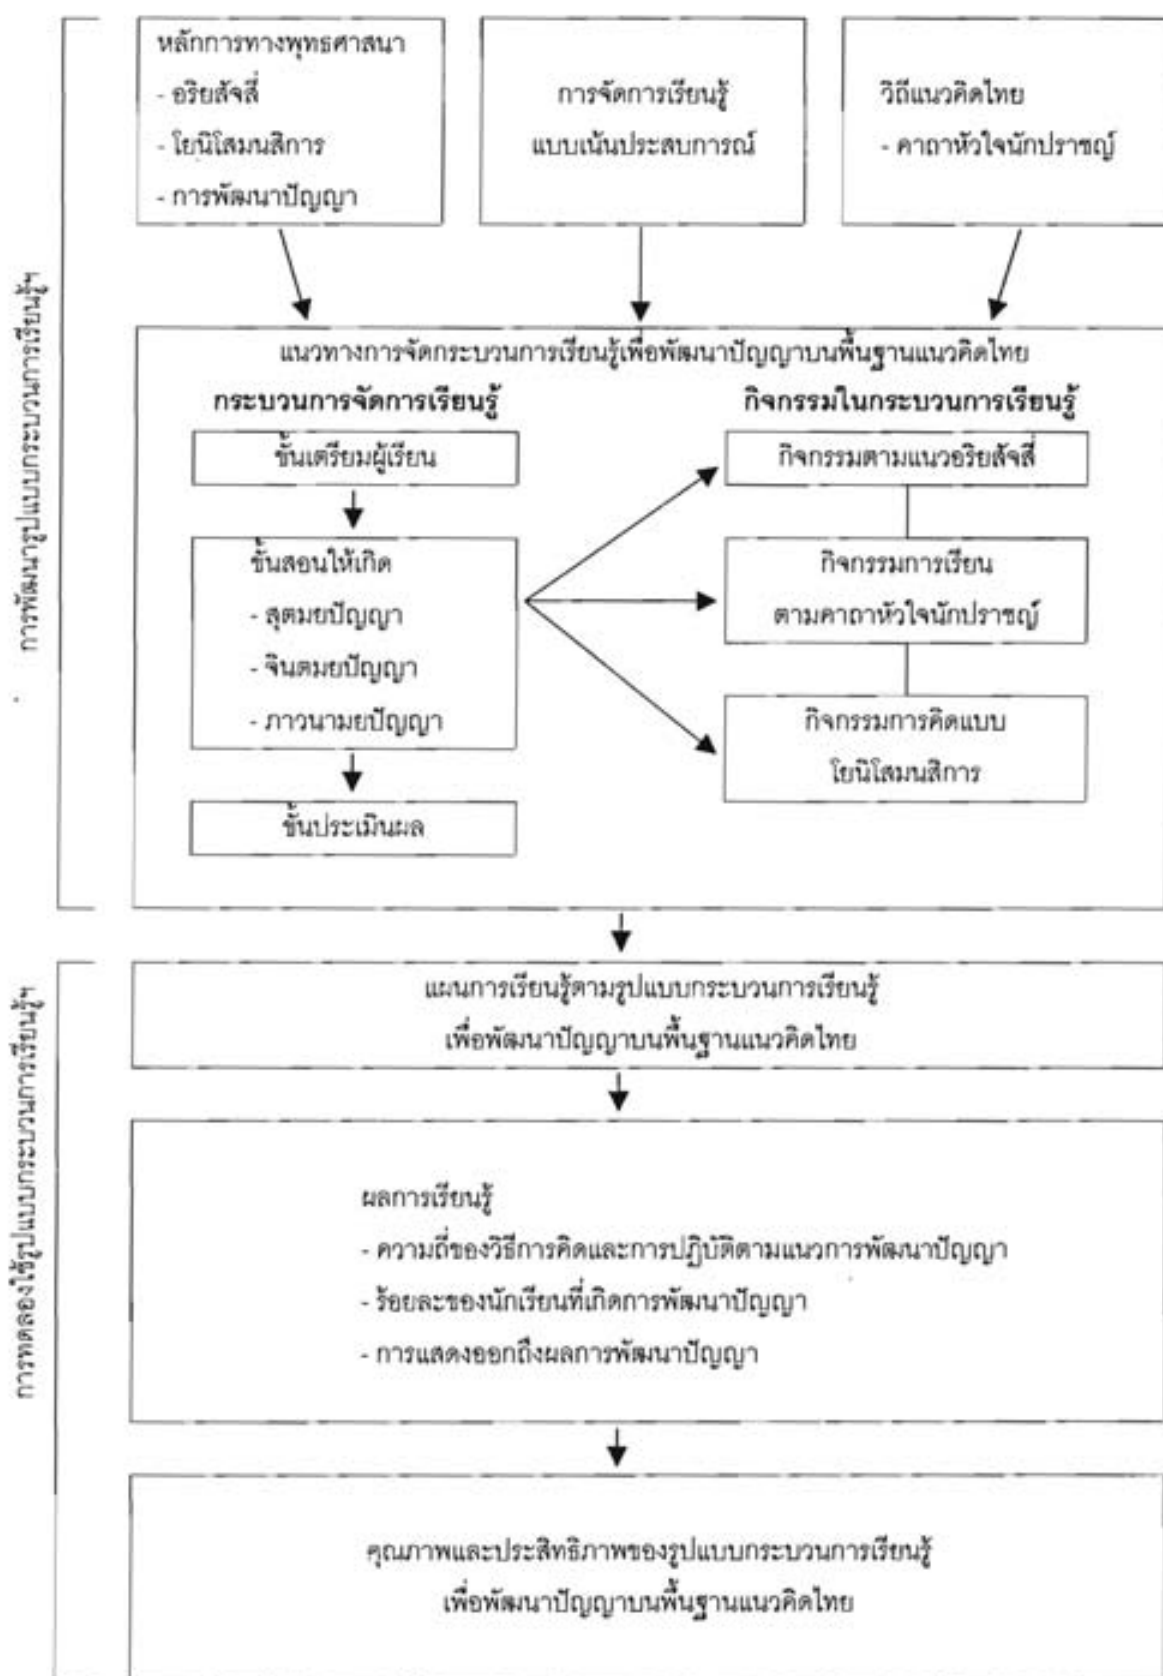 หลักการทางพุทธศาสนา
- อริยสัจสี่
- โยนิโสมนสิการ
- การพัฒนาปัญญา
การจัดการเรียนรู้
แบบเน้นประสบการณ์
วิถีแนวคิดไทย
- คาถาหัวใจนักปราชญ์
การพัฒนารูปแบบกระบวนการเรียนรู้ฯ
แนวทางการจัดกระบวนการเรียนรู้เพื่อพัฒนาปัญญาบนพื้นฐานแนวคิดไทย
กระบวนการจัดการเรียนรู้
ขั้นเตรียมผู้เรียน
ขั้นสอนให้เกิด
- สุตมยปัญญา
- จินตมยปัญญา
- ภาวนามยปัญญา
ขั้นประเมินผล
กิจกรรมในกระบวนการเรียนรู้
กิจกรรมตามแนวอริยสัจสี่
กิจกรรมการเรียน
ตามคาถาหัวใจนักปราชญ์
กิจกรรมการคิดแบบ
โยนิโสมนสิการ
การทดลองใช้รูปแบบกระบวนการเรียนรู้ฯ
แผนการเรียนรู้ตามรูปแบบกระบวนการเรียนรู้
เพื่อพัฒนาปัญญาบนพื้นฐานแนวคิดไทย
ผลการเรียนรู้
- ความถี่ของวิธีการคิดและการปฏิบัติตามแนวการพัฒนาปัญญา
- ร้อยละของนักเรียนที่เกิดการพัฒนาปัญญา
- การแสดงออกถึงผลการพัฒนาปัญญา
คุณภาพและประสิทธิภาพของรูปแบบกระบวนการเรียนรู้
เพื่อพัฒนาปัญญาบนพื้นฐานแนวคิดไทย